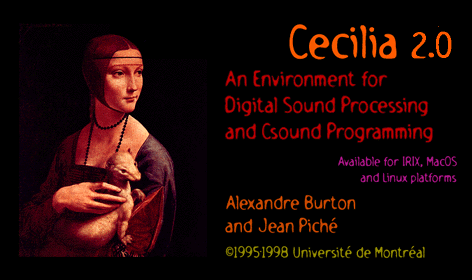 Cecilia 2.0
An Environment for
Digital Sound Processing
and Csound Programming
Available for IRIX, MacOS
and Linux platforms
Alexandre Burton
and Jean Piché
©1995-1998 Université de Montréal